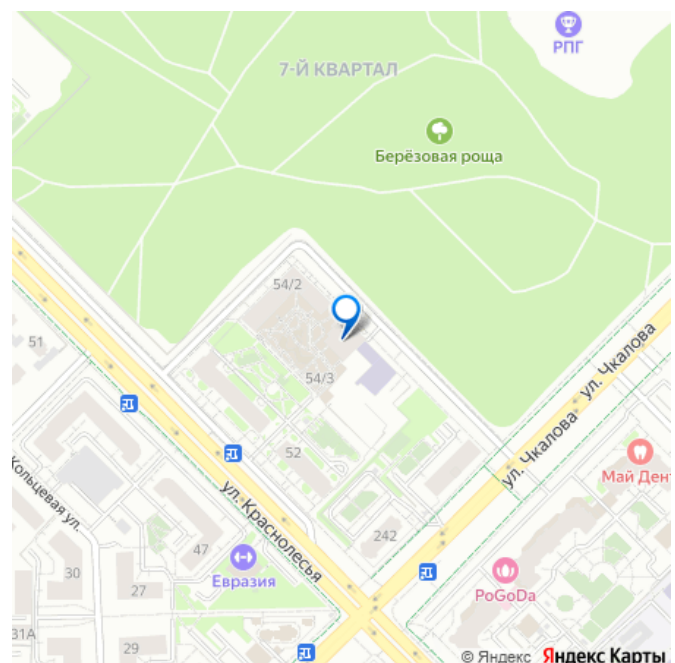 РПГ
7-Й КВАРТАЛ
Берёзовая роща
54/2
51
54/3
ул. Чкалова
ул. Чкалова
52
Май Ден
Кольцевая ул.
ул. Краснолесья
242
47
Евразия
30
27
PoGoDa
31А
29
© Яндекс Яндекс Карты